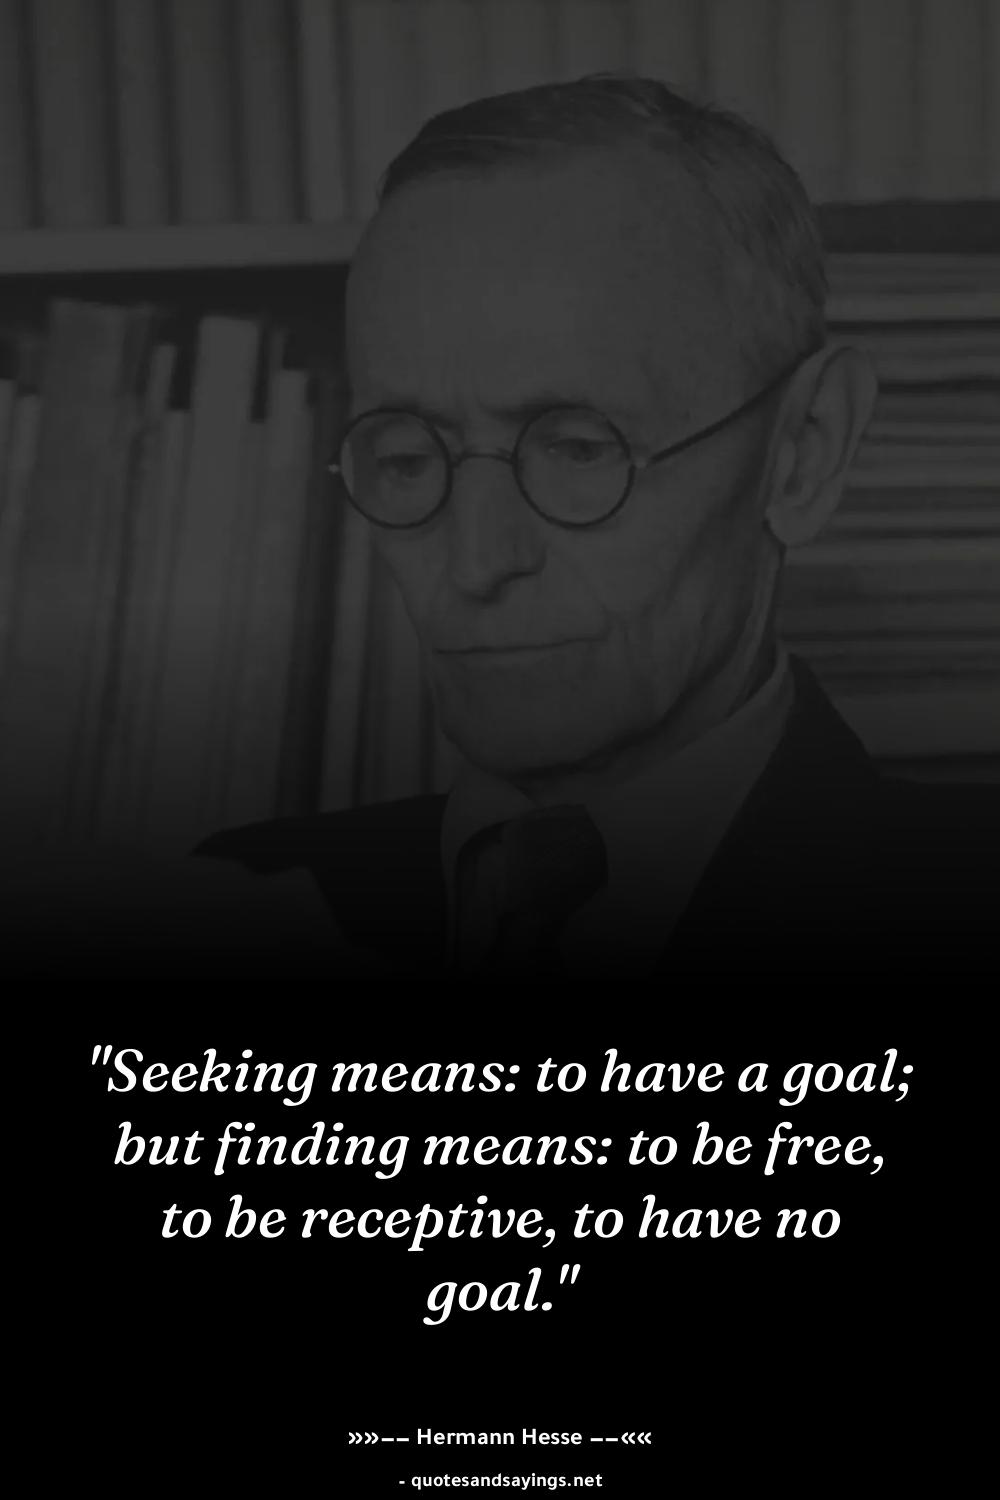 "Seeking means: to have a goal;
but finding means: to be free,
to be receptive, to have no
goal."
»»−− Hermann Hesse −−««
- quotesandsayings.net